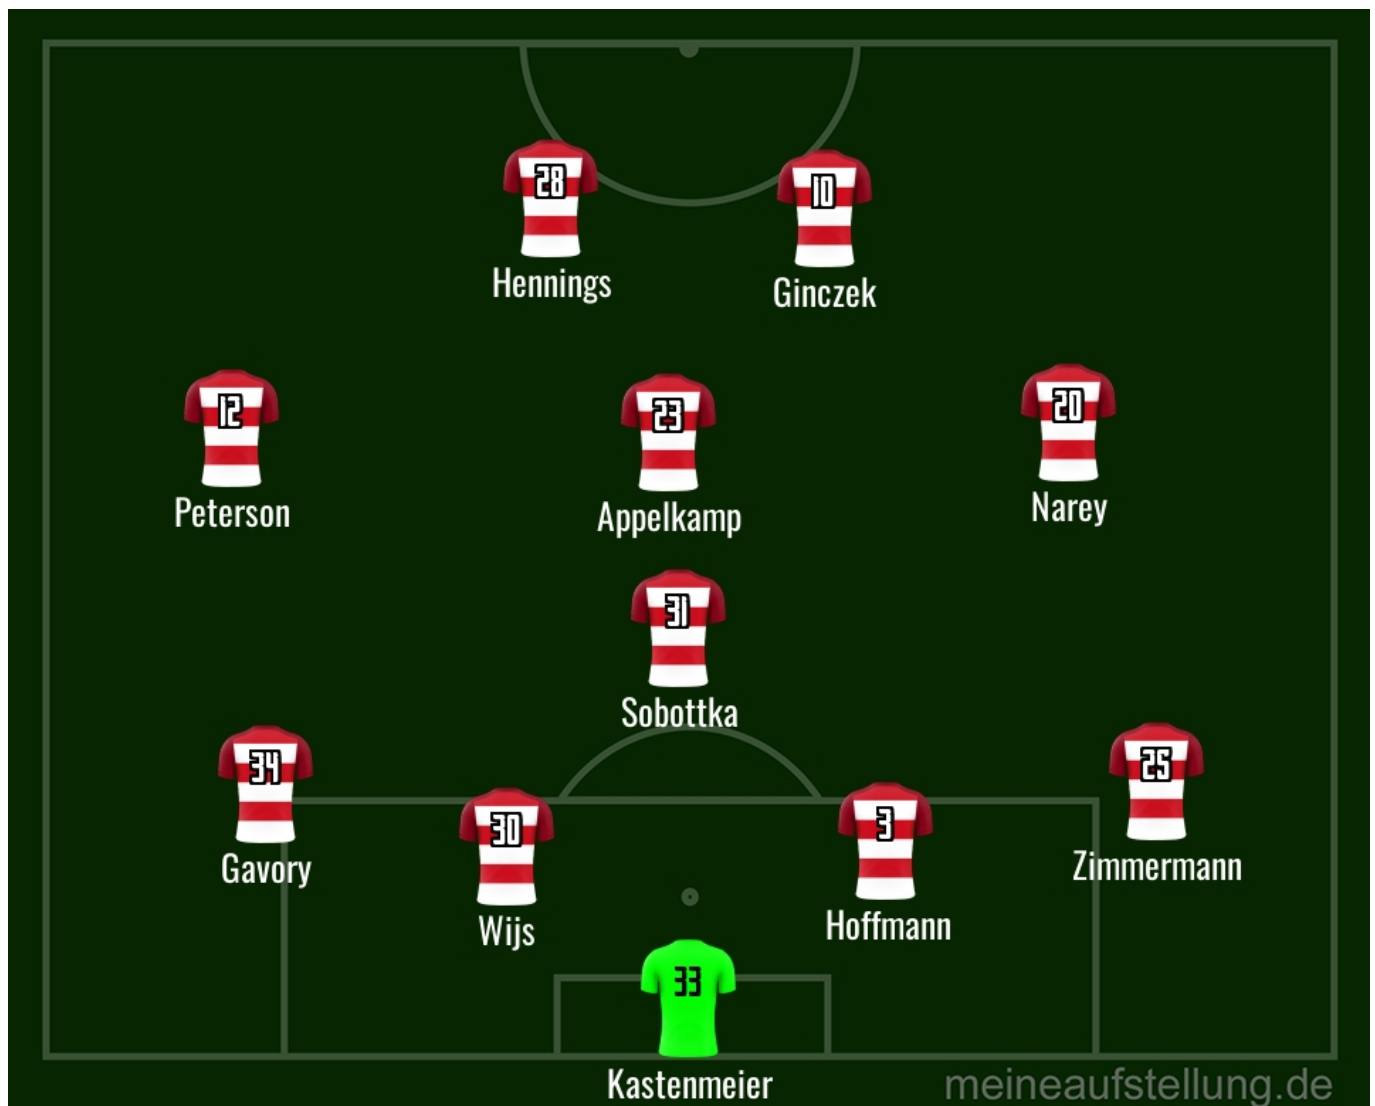 28
10
Hennings
Ginczek
12
23
20
Peterson
Appelkamp
Narey
31
Sobottka
34
25
30
3
Gavory
Zimmermann
Wijs
Hoffmann
33
Kastenmeier
meineaufstellung.de